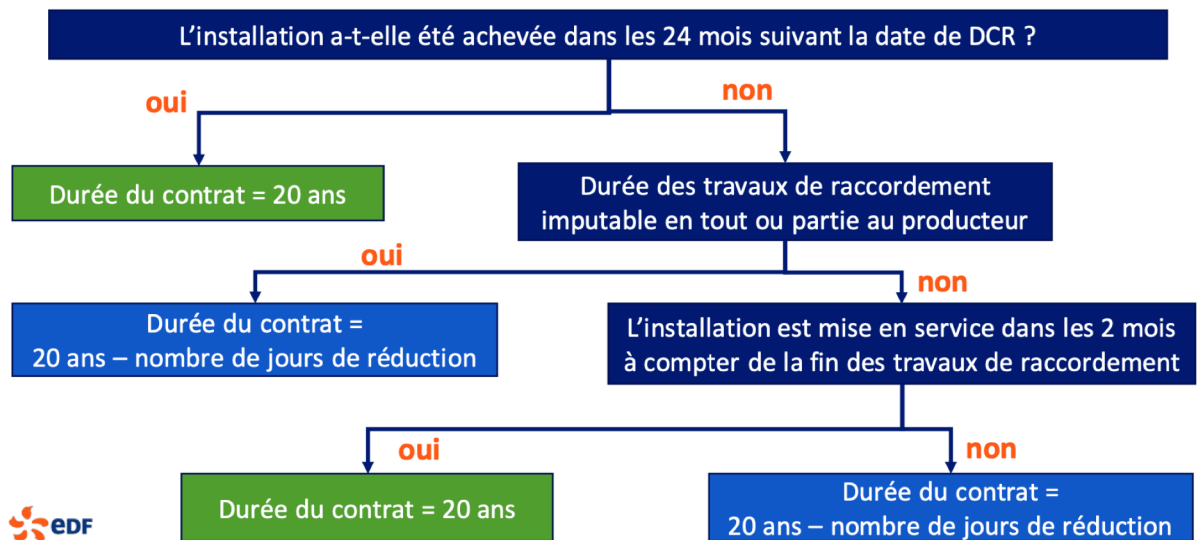 L'installation a-t-elle été achevée dans les 24 mois suivant la date de DCR ?
oui
non
Durée du contrat = 20 ans
Durée des travaux de raccordement
imputable en tout ou partie au producteur
oui
non
Durée du contrat =
20 ans – nombre de jours de réduction
L'installation est mise en service dans les 2 mois
à compter de la fin des travaux de raccordement
oui
non
Durée du contrat = 20 ans
Durée du contrat =
20 ans – nombre de jours de réduction
eDF